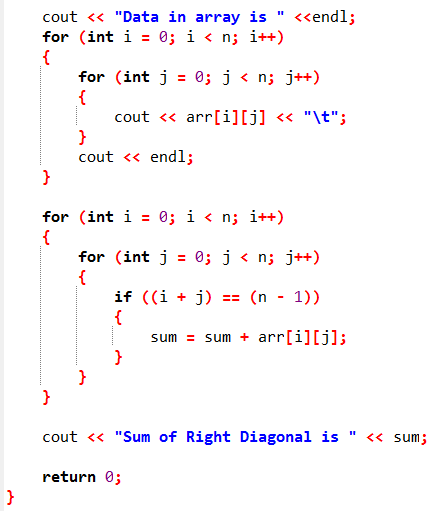 cout << "Data in array is " <<endl;
for (int i = 0; i < n; i++)
{
for (int j = 0; j < n; j++)
{
cout << arr[i][j] << "\t";
}
cout << endl;
}
for (int i = 0; i < n; i++)
{
for (int j = 0; j < n; j++)
{
if ((i + j) == (n - 1))
{
sum = sum + arr[i][j];
}
}
}
cout << "Sum of Right Diagonal is " << sum;
return 0;
}